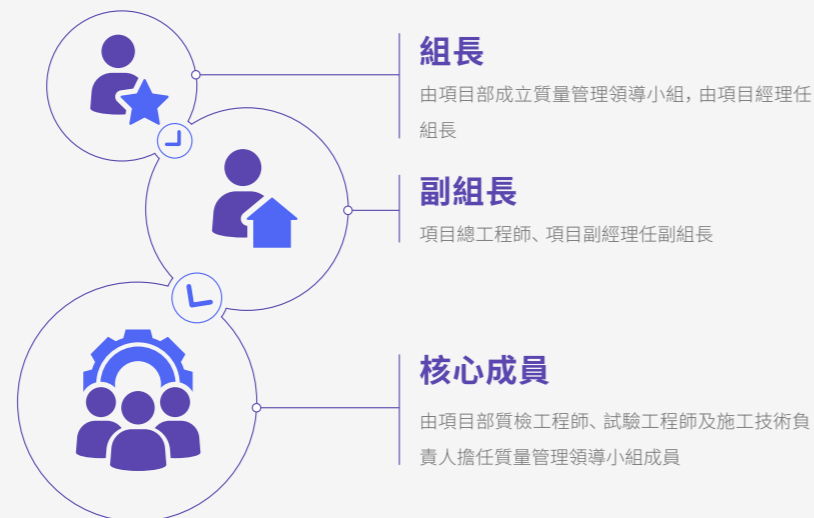 組長
由項目部成立質量管理領導小組，由項目經理任
組長
副組長
項目總工程師、項目副經理任副組長
核心成員
由項目部質檢工程師、試驗工程師及施工技術負
責人擔任質量管理領導小組成員